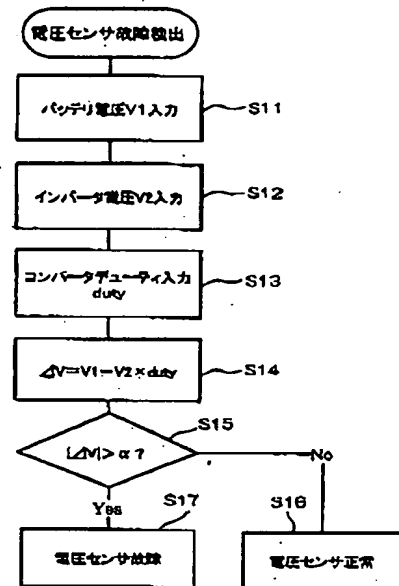 電圧センサ故障検出
バッテリ電圧V1入力
S11
インバータ電圧V2入力
S12
コンバータデューティ入力
duty
S13
⊿V=V1-V2×duty
S14
|⊿V|>α?
S15
No
Yes
S17
S16
電圧センサ故障
電圧センサ正常